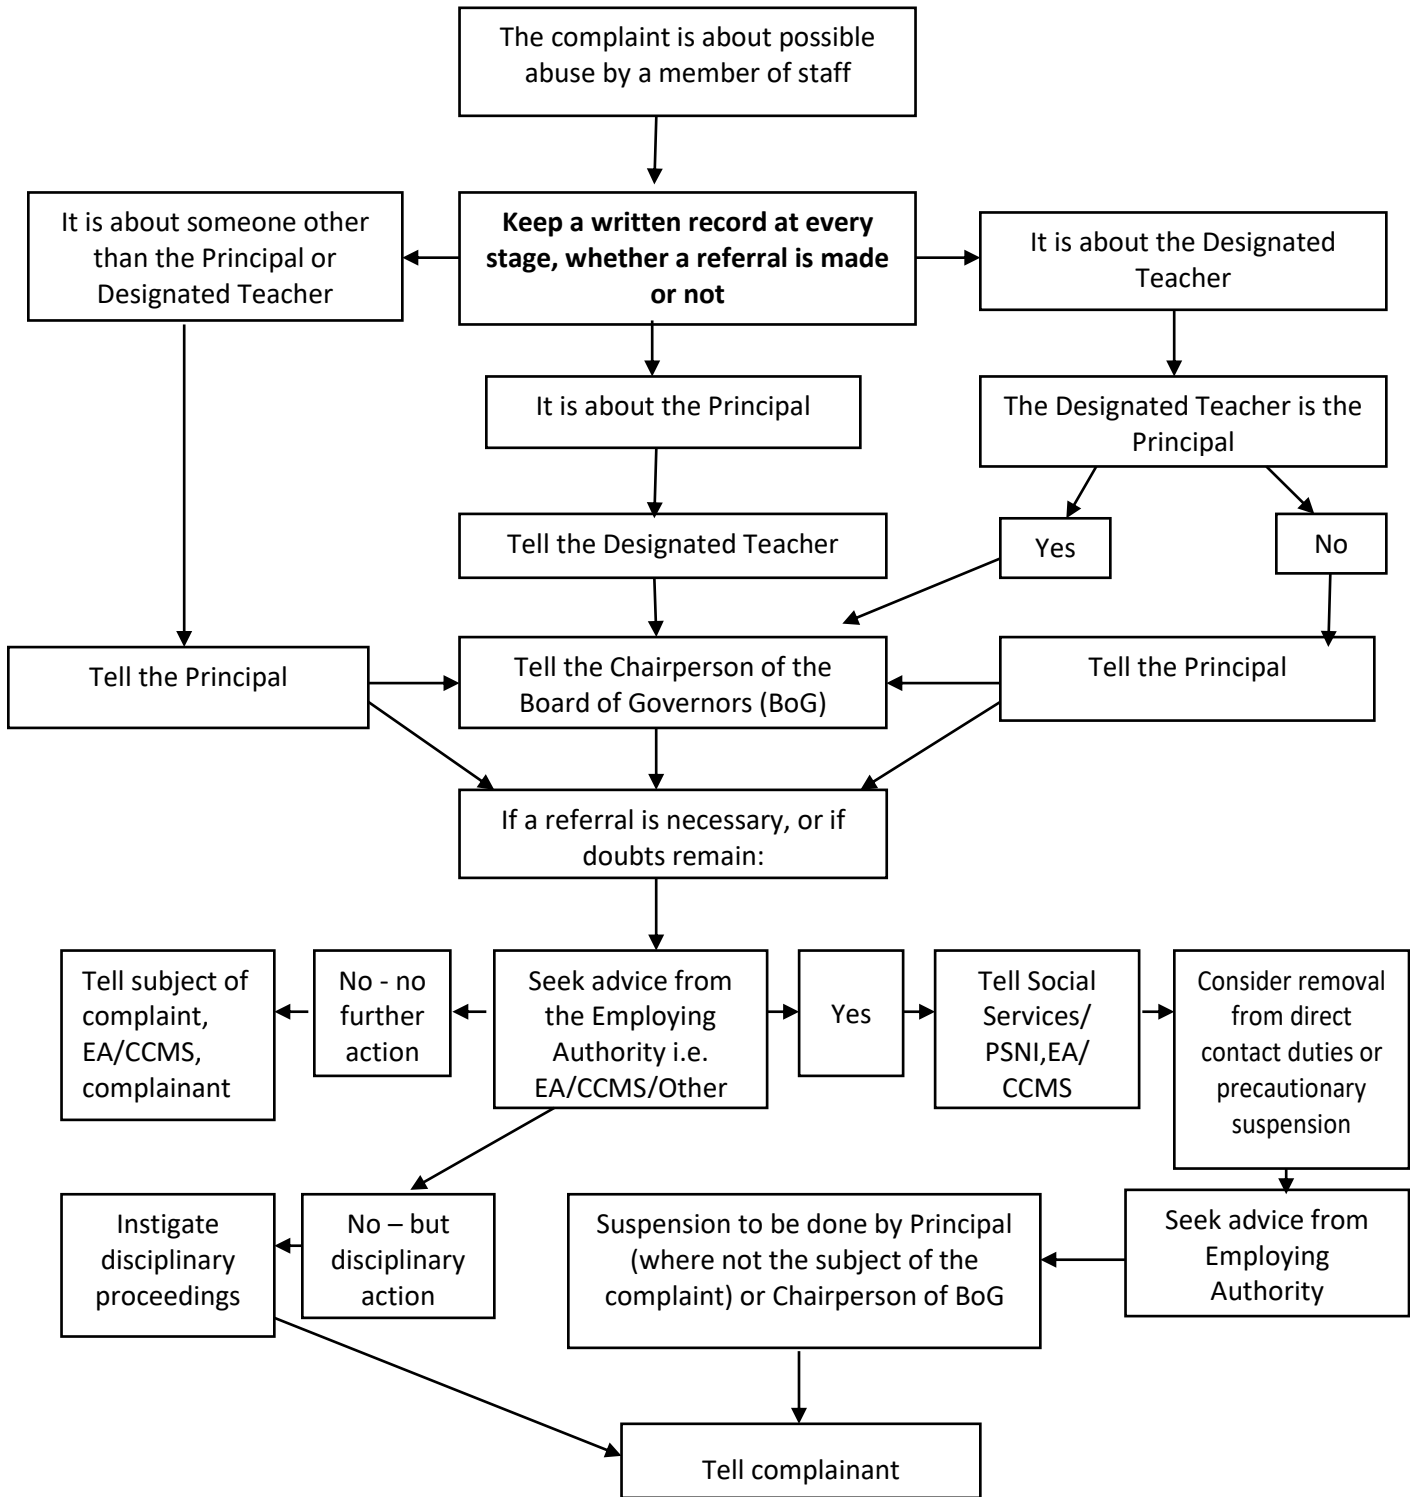 The complaint is about possible
abuse by a member of staff
It is about someone other
than the Principal or
Designated Teacher
Keep a written record at every
stage, whether a referral is made
or not
It is about the Designated
Teacher
It is about the Principal
The Designated Teacher is the
Principal
Tell the Designated Teacher
Yes
No
Tell the Principal
Tell the Chairperson of the
Board of Governors (BoG)
Tell the Principal
If a referral is necessary, or if
doubts remain:
Tell subject of
complaint,
EA/CCMS,
complainant
No - no
further
action
Seek advice from
the Employing
Authority i.e.
EA/CCMS/Other
Yes
Tell Social
Services/
PSNI,EA/
CCMS
Consider removal
from direct
contact duties or
precautionary
suspension
Instigate
disciplinary
proceedings
No – but
disciplinary
action
Suspension to be done by Principal
(where not the subject of the
complaint) or Chairperson of BoG
Seek advice from
Employing
Authority
Tell complainant